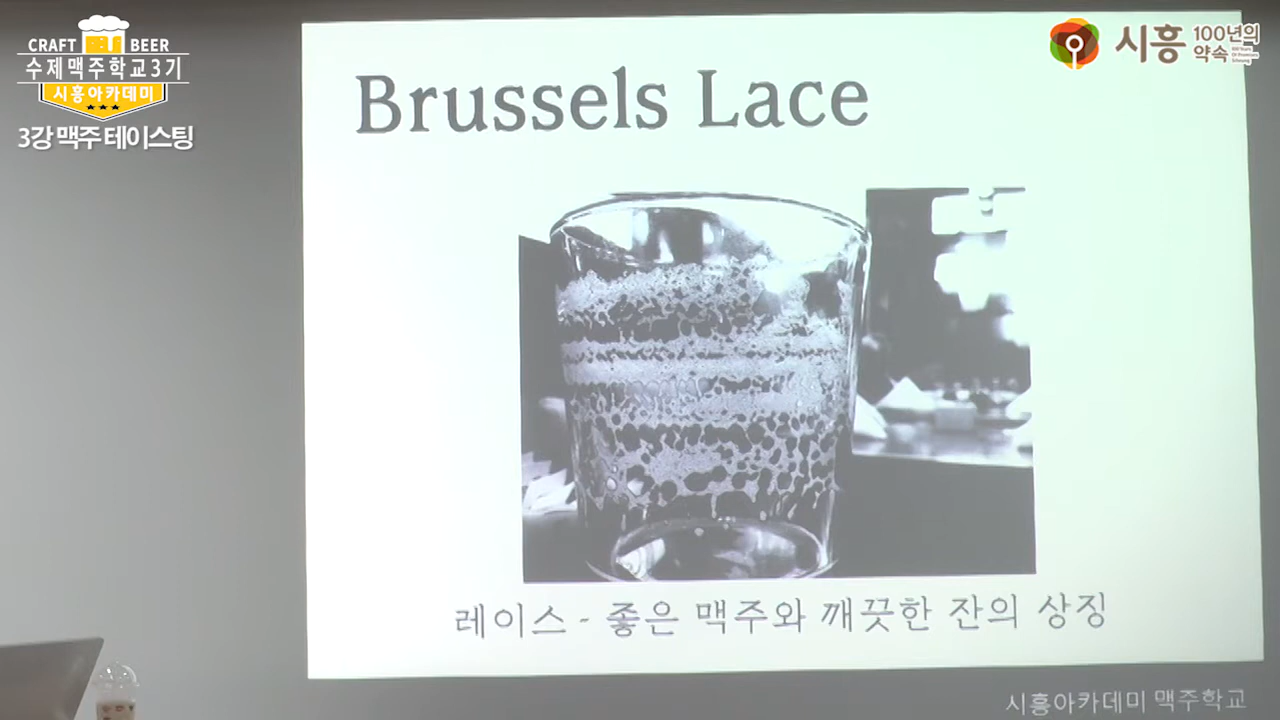 CRAFT BEER
수제맥주학교3기
시흥아카데미
3강 맥주 테이스팅
시흥 100년의 약속
Brussels Lace
레이스 - 좋은 맥주와 깨끗한 잔의 상징
시흥아카데미 맥주학교